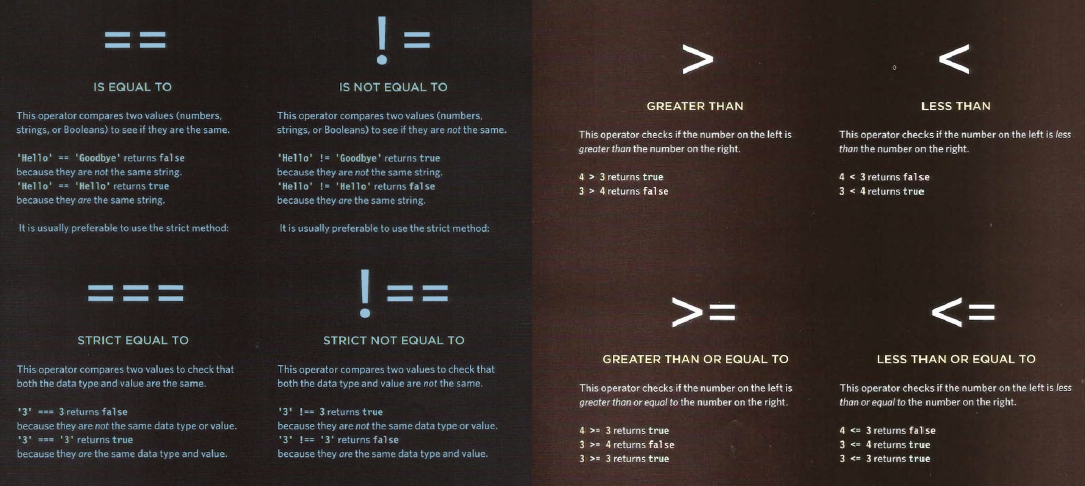 ==
IS EQUAL TO
This operator compares two values (numbers,
strings, or Booleans) to see if they are the same.
'Hello' == 'Goodbye' returns false
because they are not the same string.
'Hello' == 'Hello' returns true
because they are the same string.
It is usually preferable to use the strict method:
!=
IS NOT EQUAL TO
This operator compares two values (numbers,
strings, or Booleans) to see if they are not the same.
'Hello' != 'Goodbye' returns true
because they are not the same string.
'Hello' != 'Hello' returns false
because they are the same string.
It is usually preferable to use the strict method:
===
STRICT EQUAL TO
This operator compares two values to check that
both the data type and value are the same.
'3' === 3 returns false
because they are not the same data type or value.
'3' === '3' returns true
because they are the same data type and value.
!==
STRICT NOT EQUAL TO
This operator compares two values to check that
both the data type and value are not the same.
'3' !== 3 returns true
because they are not the same data type or value.
'3' !== '3' returns false
because they are the same data type and value.
>
GREATER THAN
This operator checks if the number on the left is
greater than the number on the right.
4 > 3 returns true
3 > 4 returns false
<
LESS THAN
This operator checks if the number on the left is less
than the number on the right.
4 < 3 returns false
3 < 4 returns true
>=
GREATER THAN OR EQUAL TO
This operator checks if the number on the left is
greater than or equal to the number on the right.
4 >= 3 returns true
3 >= 4 returns false
3 >= 3 returns true
<=
LESS THAN OR EQUAL TO
This operator checks if the number on the left is less
than or equal to the number on the right.
4 <= 3 returns false
3 <= 4 returns true
3 <= 3 returns true